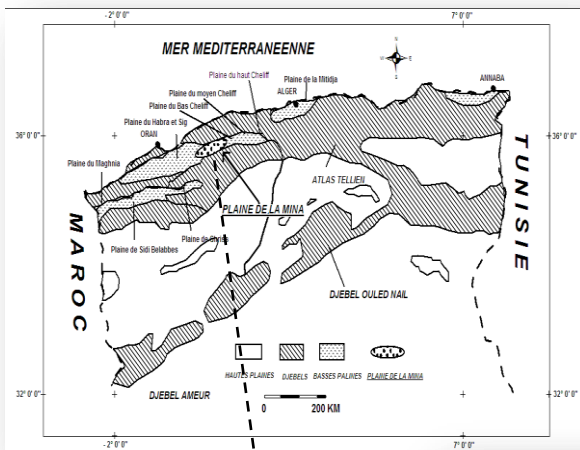 - 2° 0' 0"
7° 0' 0"
MER MEDITERANEENNE
N
W
E
S
Plaine du haut Cheliff
Plaine de la Mitidja
ANNABA
Plaine du moyen Cheliff
ALGER
Plaine du Bas Cheliff
Plaine du Habra et Sig
36° 0' 0"
ORAN
36° 0' 0"
Plaine du Maghnia
ATLAS TELLIEN
TUNISIE
PLAINE DE LA MINA
MAROC
Plaine de Ghriss
Plaine de Sidi Belabbes
DJEBEL OULED NAIL
HAUTES PLAINES
DJEBELS
BASSES PALINES
PLAINE DE LA MINA
DJEBEL AMEUR
32° 0' 0"
0
200 KM
32° 0' 0"
- 2° 0' 0"
7° 0' 0"